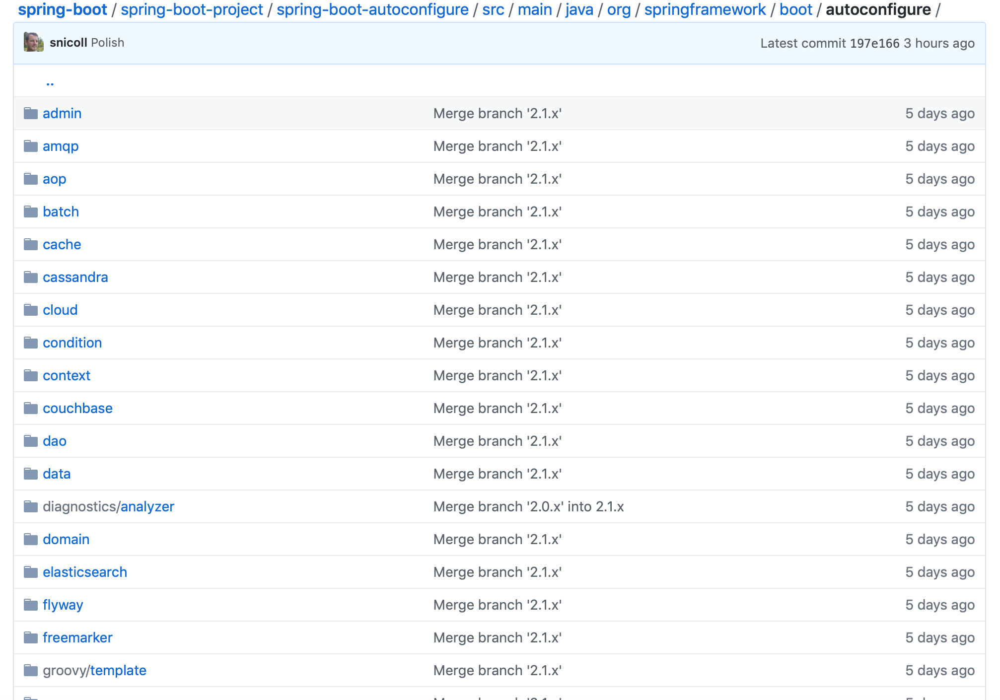 spring-boot / spring-boot-project / spring-boot-autoconfigure / src / main / java / org / springframework / boot / autoconfigure /
snicoll Polish Latest commit 197e166 3 hours ago
..
admin Merge branch '2.1.x' 5 days ago
amqp Merge branch '2.1.x' 5 days ago
aop Merge branch '2.1.x' 5 days ago
batch Merge branch '2.1.x' 5 days ago
cache Merge branch '2.1.x' 5 days ago
cassandra Merge branch '2.1.x' 5 days ago
cloud Merge branch '2.1.x' 5 days ago
condition Merge branch '2.1.x' 5 days ago
context Merge branch '2.1.x' 5 days ago
couchbase Merge branch '2.1.x' 5 days ago
dao Merge branch '2.1.x' 5 days ago
data Merge branch '2.1.x' 5 days ago
diagnostics/analyzer Merge branch '2.0.x' into 2.1.x 5 days ago
domain Merge branch '2.1.x' 5 days ago
elasticsearch Merge branch '2.1.x' 5 days ago
flyway Merge branch '2.1.x' 5 days ago
freemarker Merge branch '2.1.x' 5 days ago
groovy/template Merge branch '2.1.x' 5 days ago